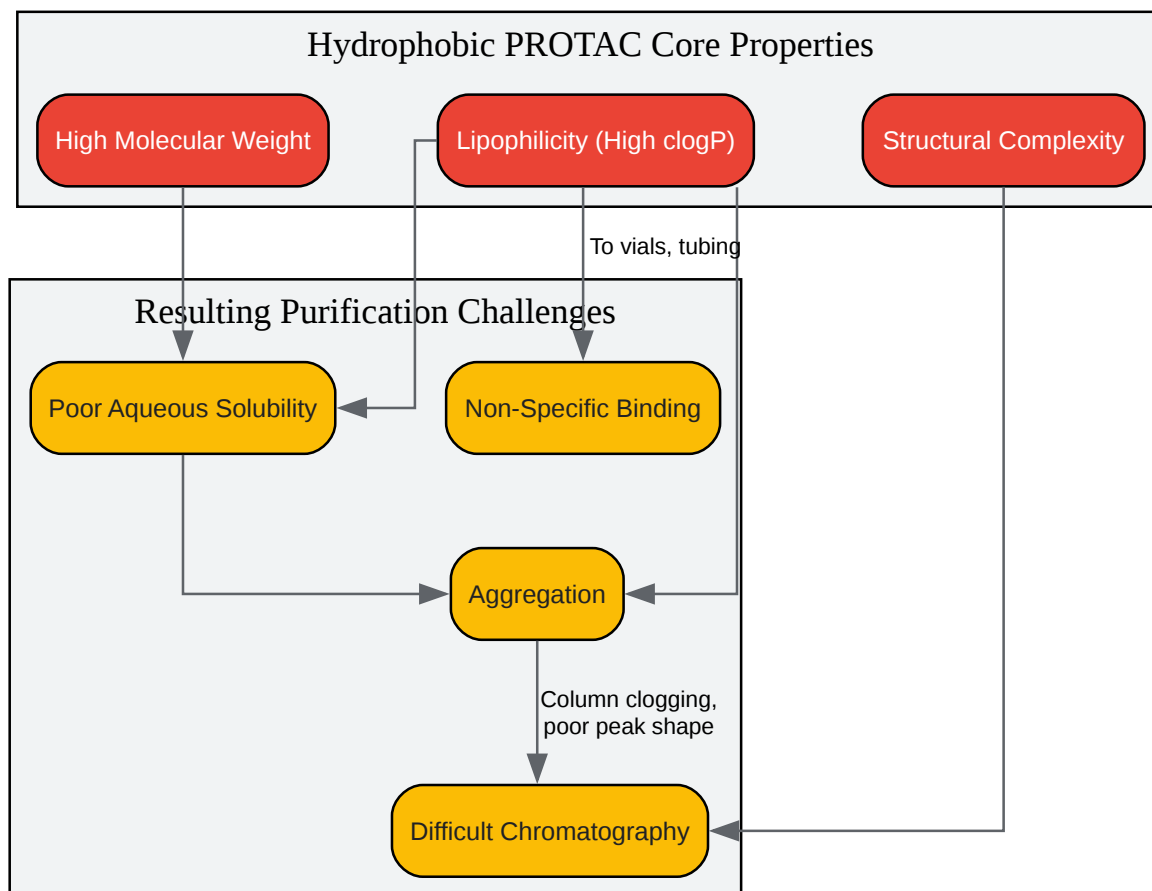 Hydrophobic PROTAC Core Properties
High Molecular Weight
Lipophilicity (High clogP)
Structural Complexity
To vials, tubing
Resulting Purification Challenges
Poor Aqueous Solubility
Non-Specific Binding
Aggregation
Column clogging,
poor peak shape
Difficult Chromatography